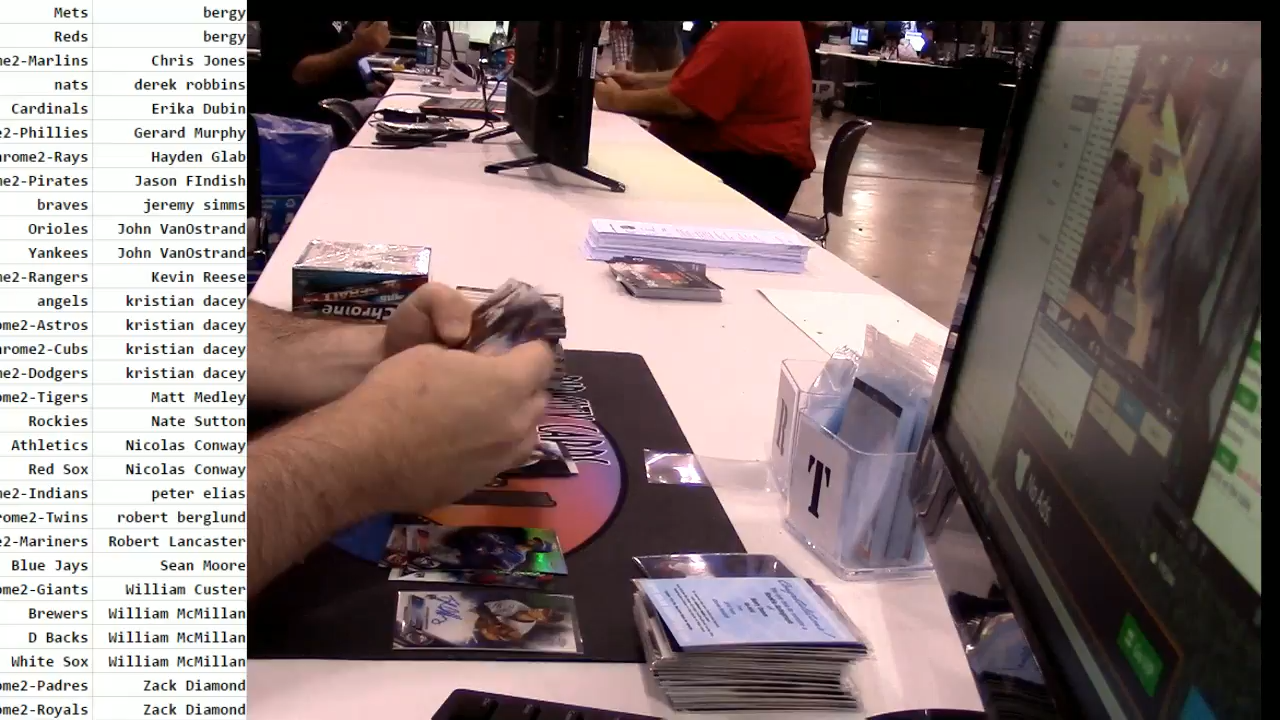 Mets bergy
Reds bergy
me2-Marlins Chris Jones
nats derek robbins
Cardinals Erika Dubin
e2-Phillies Gerard Murphy
hrome2-Rays Hayden Glab
me2-Pirates Jason FIndish
braves jeremy simms
Orioles John VanOstrand
Yankees John VanOstrand
me2-Rangers Kevin Reese
angels kristian dacey
ome2-Astros kristian dacey
hrome2-Cubs kristian dacey
me2-Dodgers kristian dacey
ome2-Tigers Matt Medley
Rockies Nate Sutton
Athletics Nicolas Conway
Red Sox Nicolas Conway
me2-Indians peter elias
rome2-Twins robert berglund
e2-Mariners Robert Lancaster
Blue Jays Sean Moore
ome2-Giants William Custer
Brewers William McMillan
D Backs William McMillan
White Sox William McMillan
ome2-Padres Zack Diamond
ome2-Royals Zack Diamond
Chrome
R
T
Congratulations!